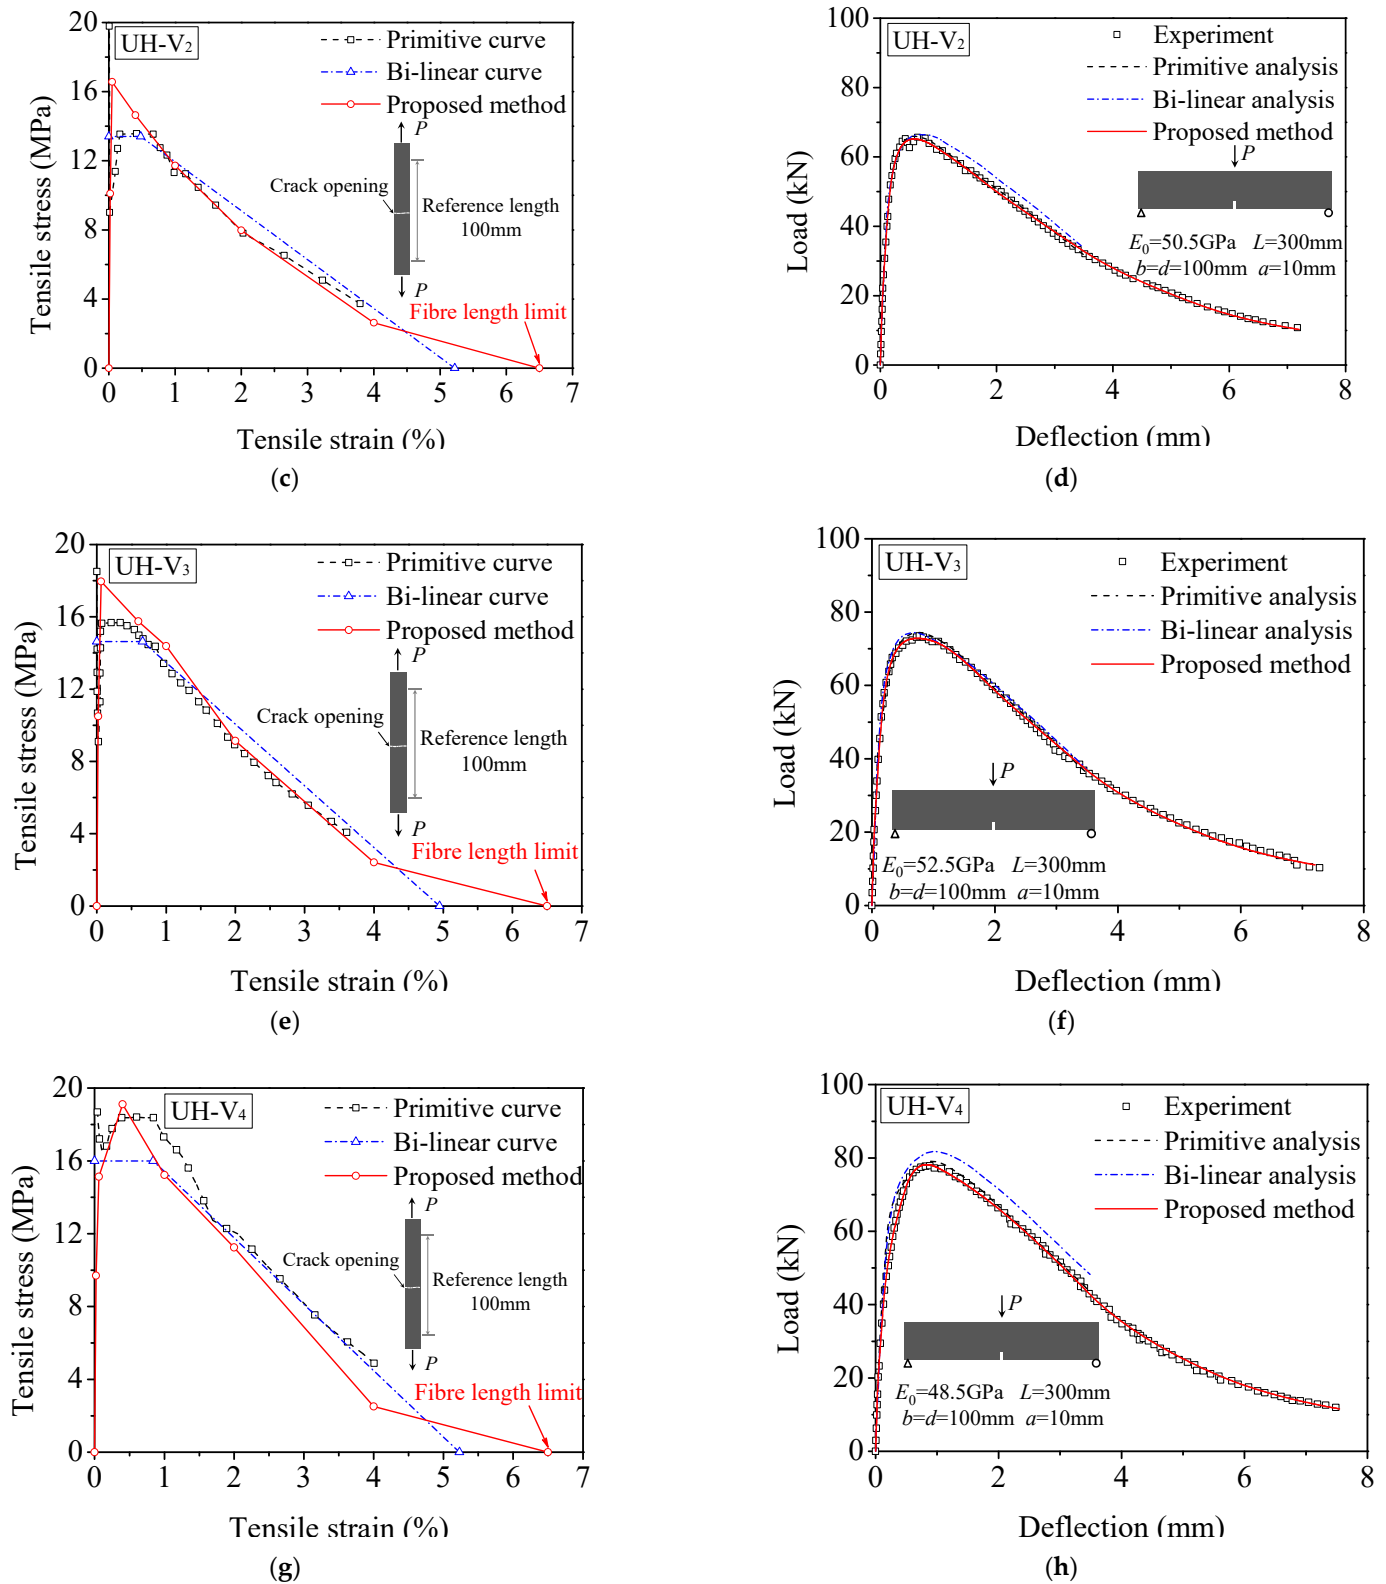 UH-V2
Primitive curve
Bi-linear curve
Proposed method
P
Crack opening
Reference length
100mm
P
Fibre length limit
20
16
12
8
4
0
0 1 2 3 4 5 6 7
Tensile stress (MPa)
Tensile strain (%)
(c)
UH-V2
Experiment
Primitive analysis
Bi-linear analysis
Proposed method
P
E0=50.5GPa L=300mm
b=d=100mm a=10mm
100
80
60
40
20
0
0 2 4 6 8
Load (kN)
Deflection (mm)
(d)
UH-V3
Primitive curve
Bi-linear curve
Proposed method
P
Crack opening
Reference length
100mm
P
Fibre length limit
20
16
12
8
4
0
0 1 2 3 4 5 6 7
Tensile stress (MPa)
Tensile strain (%)
(e)
UH-V3
Experiment
Primitive analysis
Bi-linear analysis
Proposed method
P
E0=52.5GPa L=300mm
b=d=100mm a=10mm
100
80
60
40
20
0
0 2 4 6 8
Load (kN)
Deflection (mm)
(f)
UH-V4
Primitive curve
Bi-linear curve
Proposed method
P
Crack opening
Reference length
100mm
P
Fibre length limit
20
16
12
8
4
0
0 1 2 3 4 5 6 7
Tensile stress (MPa)
Tensile strain (%)
(g)
UH-V4
Experiment
Primitive analysis
Bi-linear analysis
Proposed method
P
E0=48.5GPa L=300mm
b=d=100mm a=10mm
100
80
60
40
20
0
0 2 4 6 8
Load (kN)
Deflection (mm)
(h)